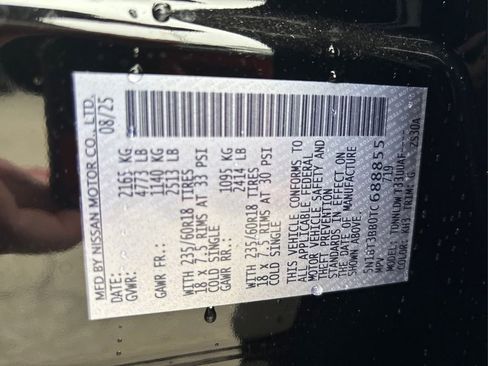 MFD BY NISSAN MOTOR CO., LTD.
DATE: 08/25
GVWR: 2165 KG
4773 LB
GAWR FR.: 1140 KG
2513 LB
WITH 235/60R18 TIRES
18 X 7.5 RIMS AT 33 PSI
COLD SINGLE
GAWR RR.: 1095 KG
2414 LB
WITH 235/60R18 TIRES
18 X 7.5 RIMS AT 30 PSI
COLD SINGLE
THIS VEHICLE CONFORMS TO
ALL APPLICABLE FEDERAL
MOTOR VEHICLE SAFETY AND
THEFT PREVENTION
STANDARDS IN EFFECT ON
THE DATE OF MANUFACTURE
SHOWN ABOVE.
5N1BT3BB0TC688855
MPV 719
MODEL:
COLOR: KH3 TRIM: G 2S30A